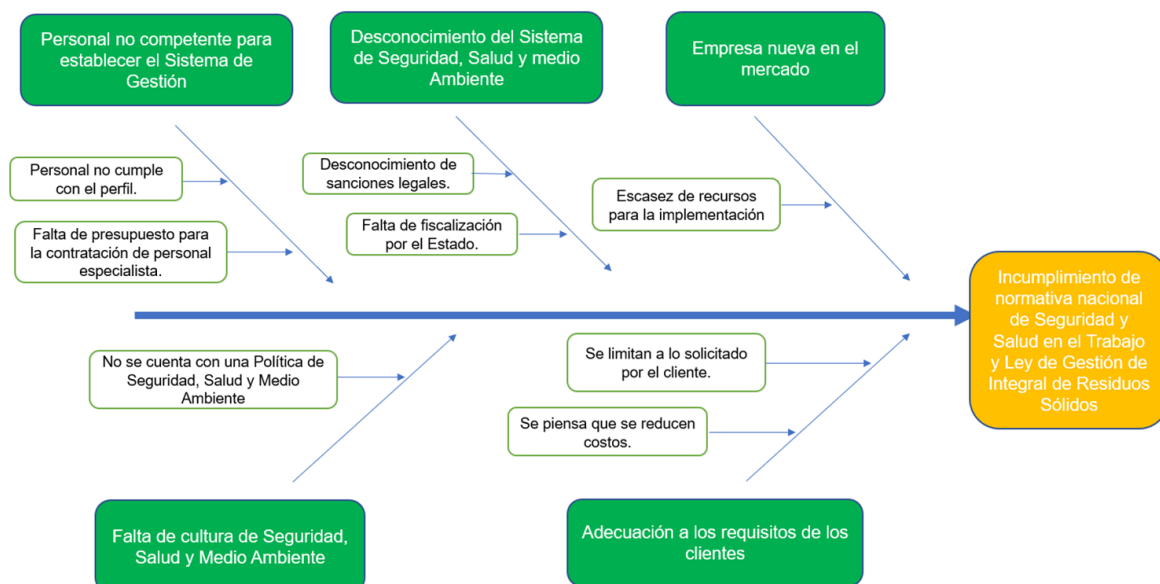 Personal no competente para
establecer el Sistema de
Gestión
Desconocimiento del Sistema
de Seguridad, Salud y medio
Ambiente
Empresa nueva en el
mercado
Personal no cumple
con el perfil.
Falta de presupuesto para
la contratación de personal
especialista.
Desconocimiento de
sanciones legales.
Falta de fiscalización
por el Estado.
Escasez de recursos
para la implementación
Incumplimiento de
normativa nacional
de Seguridad y
Salud en el Trabajo
y Ley de Gestión de
Integral de Residuos
Sólidos
No se cuenta con una Política de
Seguridad, Salud y Medio
Ambiente
Se limitan a lo solicitado
por el cliente.
Se piensa que se reducen
costos.
Falta de cultura de Seguridad,
Salud y Medio Ambiente
Adecuación a los requisitos de los
clientes